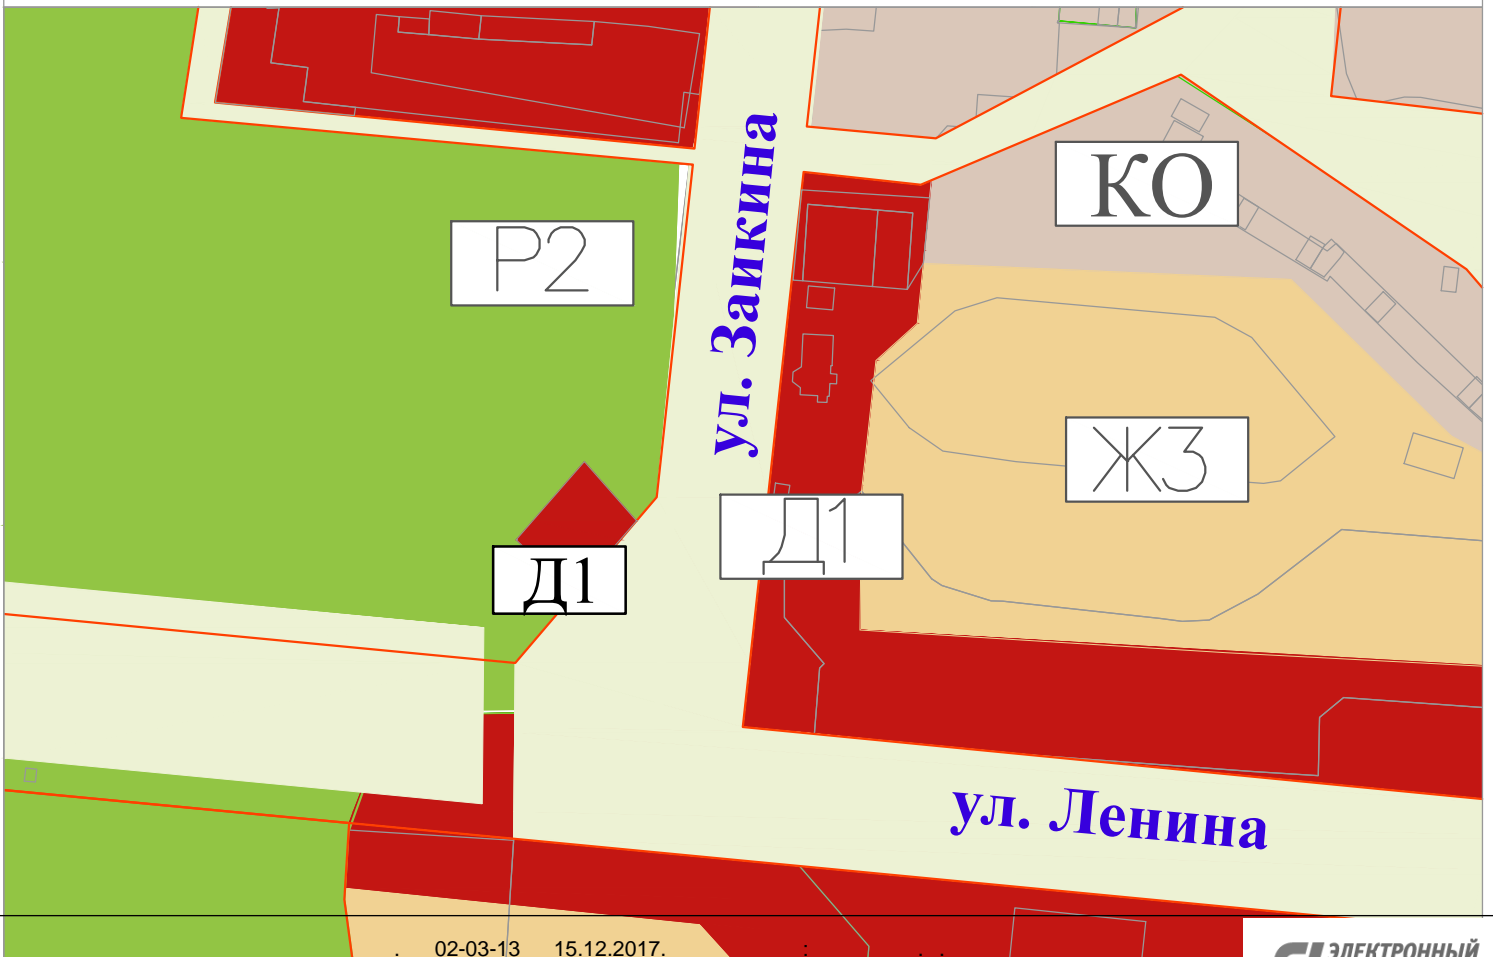 КО
Р2
ул. Заикина
Ж3
Д1
Д1
ул. Ленина
. 02-03-13 15.12.2017. : . .
ЭЛЕКТРОННЫЙ